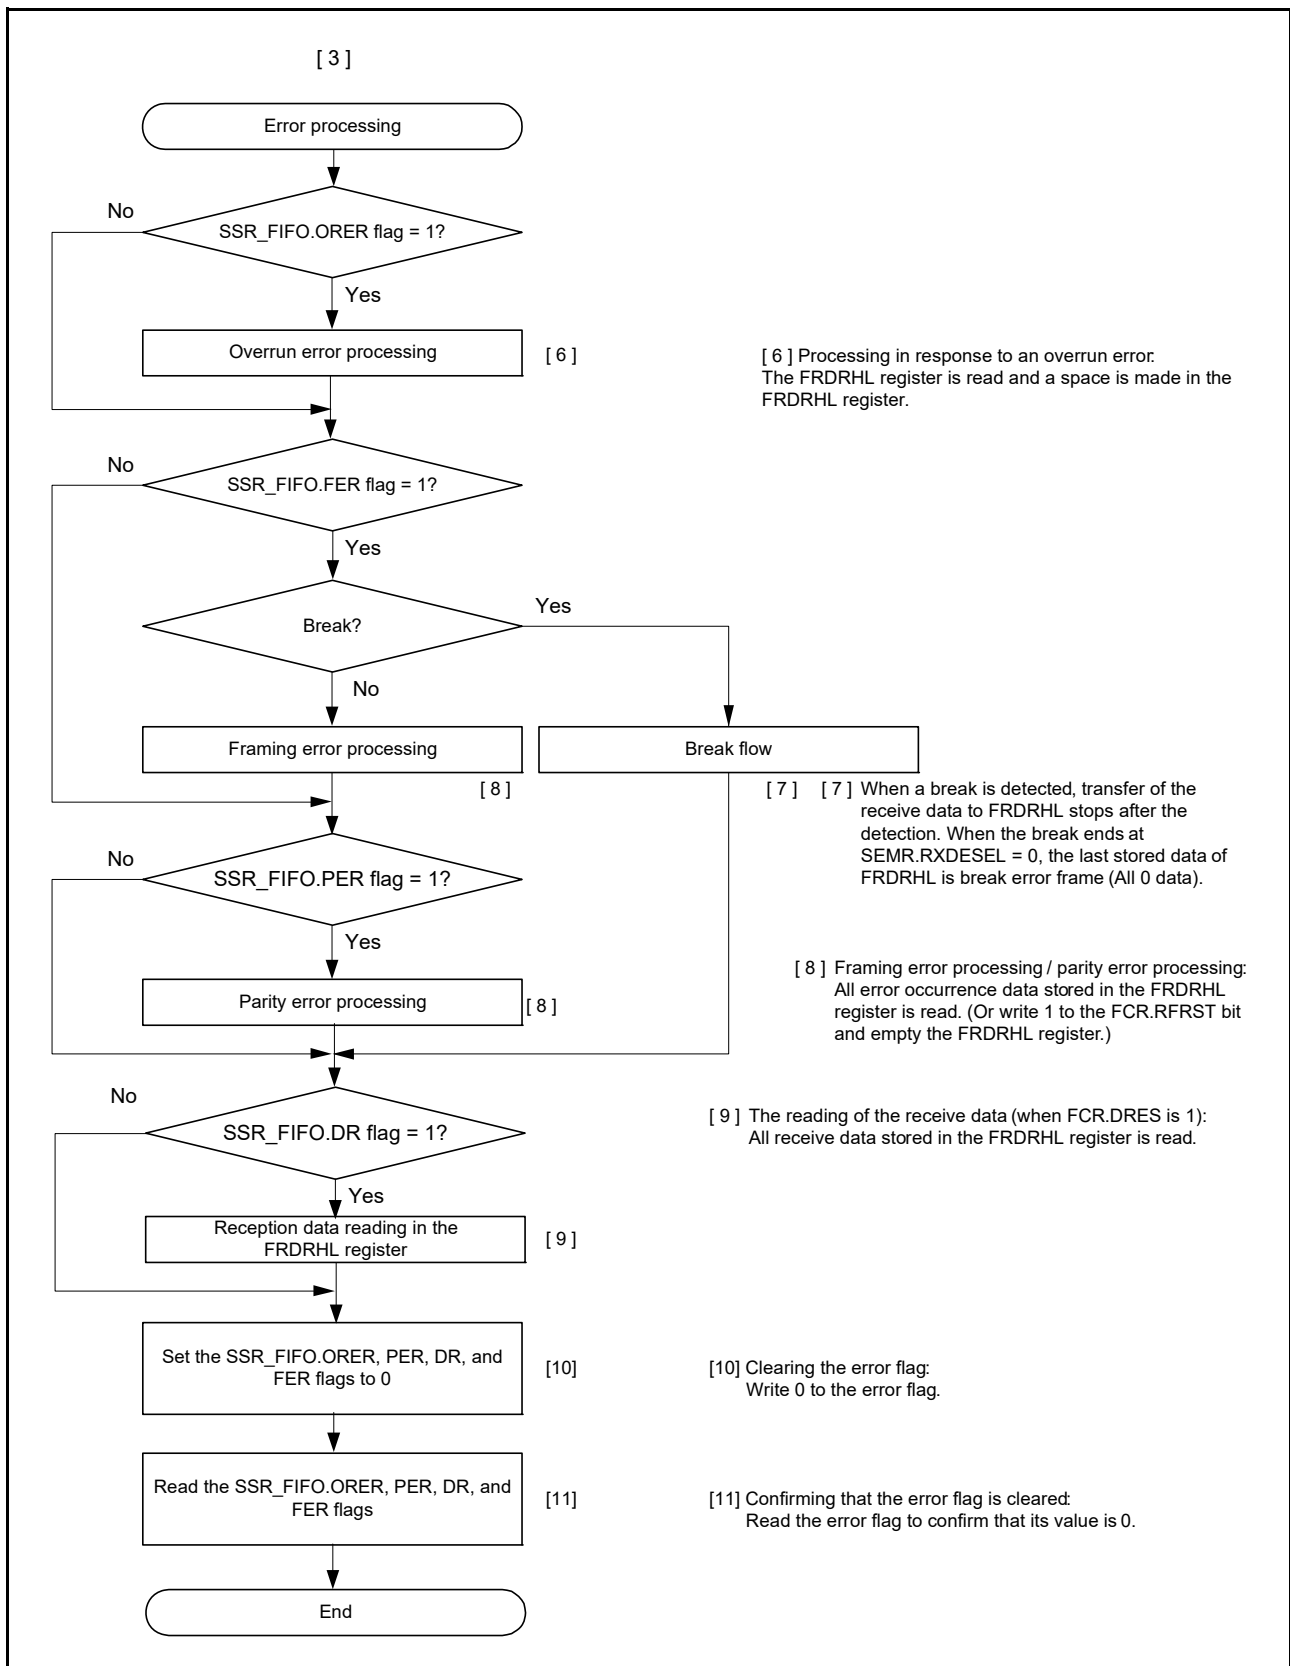 [ 3 ]
Error processing
No
SSR_FIFO.ORER flag = 1?
Yes
Overrun error processing
[ 6 ]
[ 6 ] Processing in response to an overrun error:
The FRDRHL register is read and a space is made in the
FRDRHL register.
No
SSR_FIFO.FER flag = 1?
Yes
Break?
Yes
No
Framing error processing
[ 8 ]
Break flow
[ 7 ]
[ 7 ] When a break is detected, transfer of the
receive data to FRDRHL stops after the
detection. When the break ends at
SEMR.RXDESEL = 0, the last stored data of
FRDRHL is break error frame (All 0 data).
No
SSR_FIFO.PER flag = 1?
Yes
Parity error processing
[ 8 ]
[ 8 ] Framing error processing / parity error processing:
All error occurrence data stored in the FRDRHL
register is read. (Or write 1 to the FCR.RFRST bit
and empty the FRDRHL register.)
No
SSR_FIFO.DR flag = 1?
Yes
Reception data reading in the
FRDRHL register
[ 9 ]
[ 9 ] The reading of the receive data (when FCR.DRES is 1):
All receive data stored in the FRDRHL register is read.
Set the SSR_FIFO.ORER, PER, DR, and
FER flags to 0
[10]
[10] Clearing the error flag:
Write 0 to the error flag.
Read the SSR_FIFO.ORER, PER, DR, and
FER flags
[11]
[11] Confirming that the error flag is cleared:
Read the error flag to confirm that its value is 0.
End